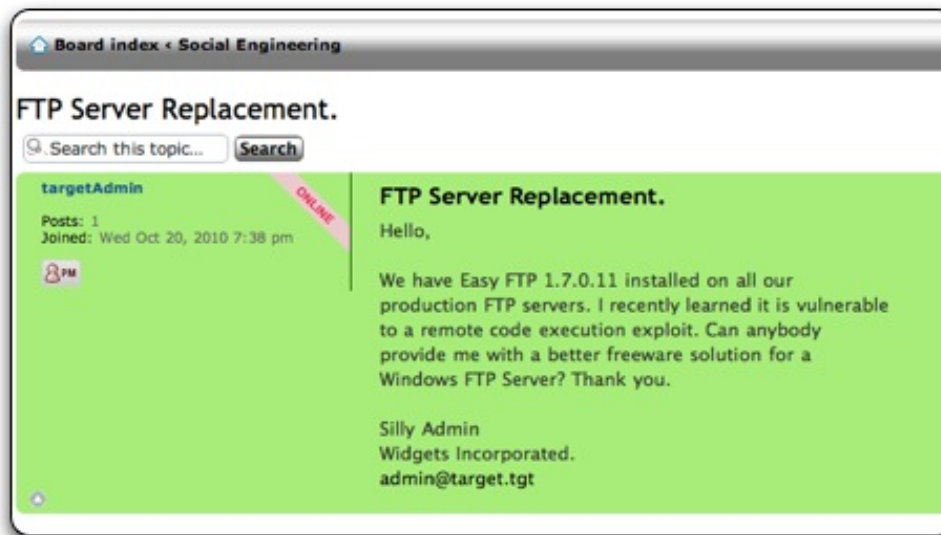 Board index ‹ Social Engineering
FTP Server Replacement.
Search this topic... Search
targetAdmin
ONLINE
Posts: 1
Joined: Wed Oct 20, 2010 7:38 pm
PM
FTP Server Replacement.
Hello,
We have Easy FTP 1.7.0.11 installed on all our
production FTP servers. I recently learned it is vulnerable
to a remote code execution exploit. Can anybody
provide me with a better freeware solution for a
Windows FTP Server? Thank you.
Silly Admin
Widgets Incorporated.
admin@target.tgt